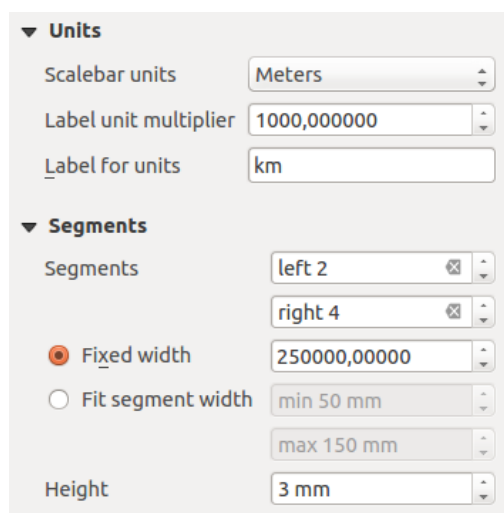 Units
Scalebar units Meters
Label unit multiplier 1000,000000
Label for units km
Segments
Segments left 2
right 4
Fixed width 250000,00000
Fit segment width min 50 mm
max 150 mm
Height 3 mm